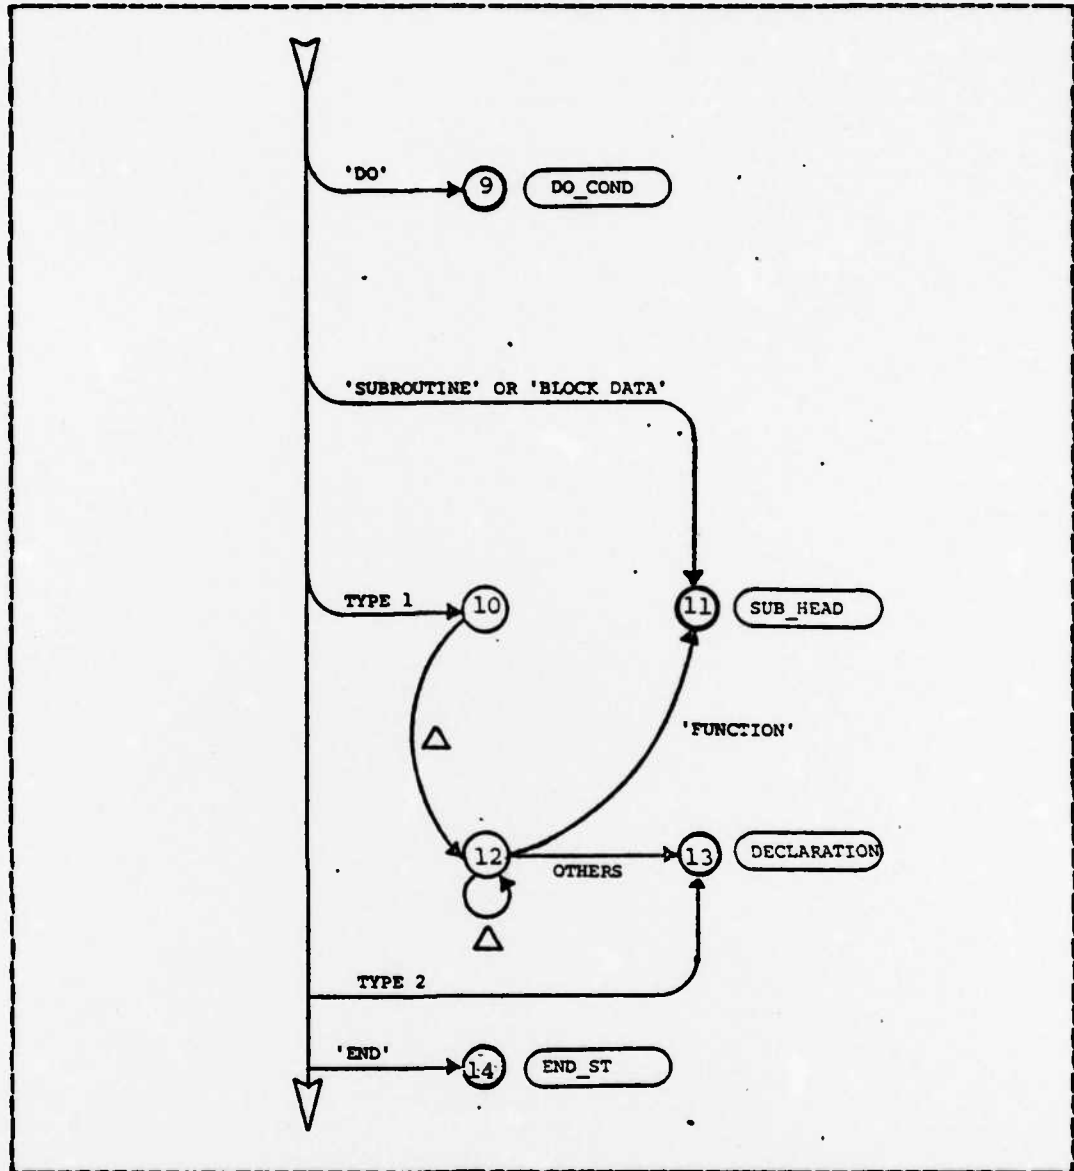 'DO'
9
DO_COND
'SUBROUTINE' OR 'BLOCK DATA'
TYPE 1
10
11
SUB_HEAD
'FUNCTION'
Δ
12
OTHERS
13
DECLARATION
Δ
TYPE 2
'END'
14
END_ST